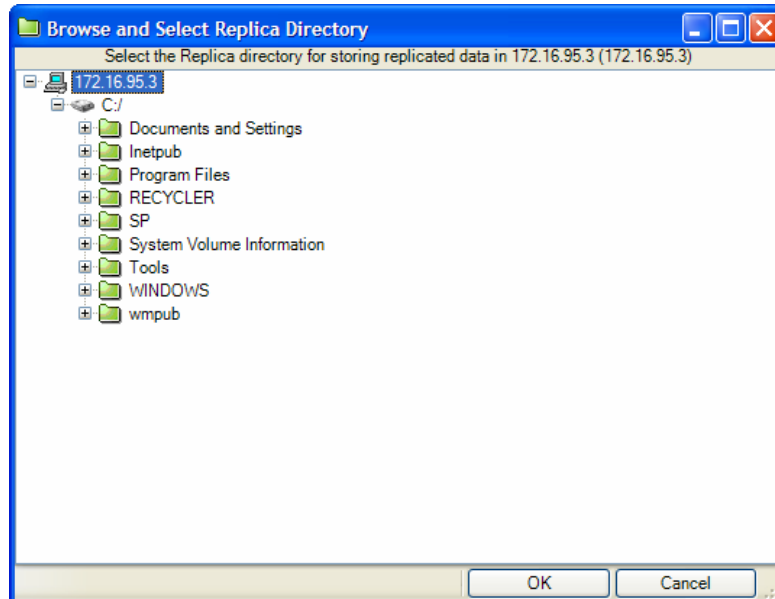 Browse and Select Replica Directory
Select the Replica directory for storing replicated data in 172.16.95.3 (172.16.95.3)
172.16.95.3
C:/
Documents and Settings
Inetpub
Program Files
RECYCLER
SP
System Volume Information
Tools
WINDOWS
wmpub
OK Cancel